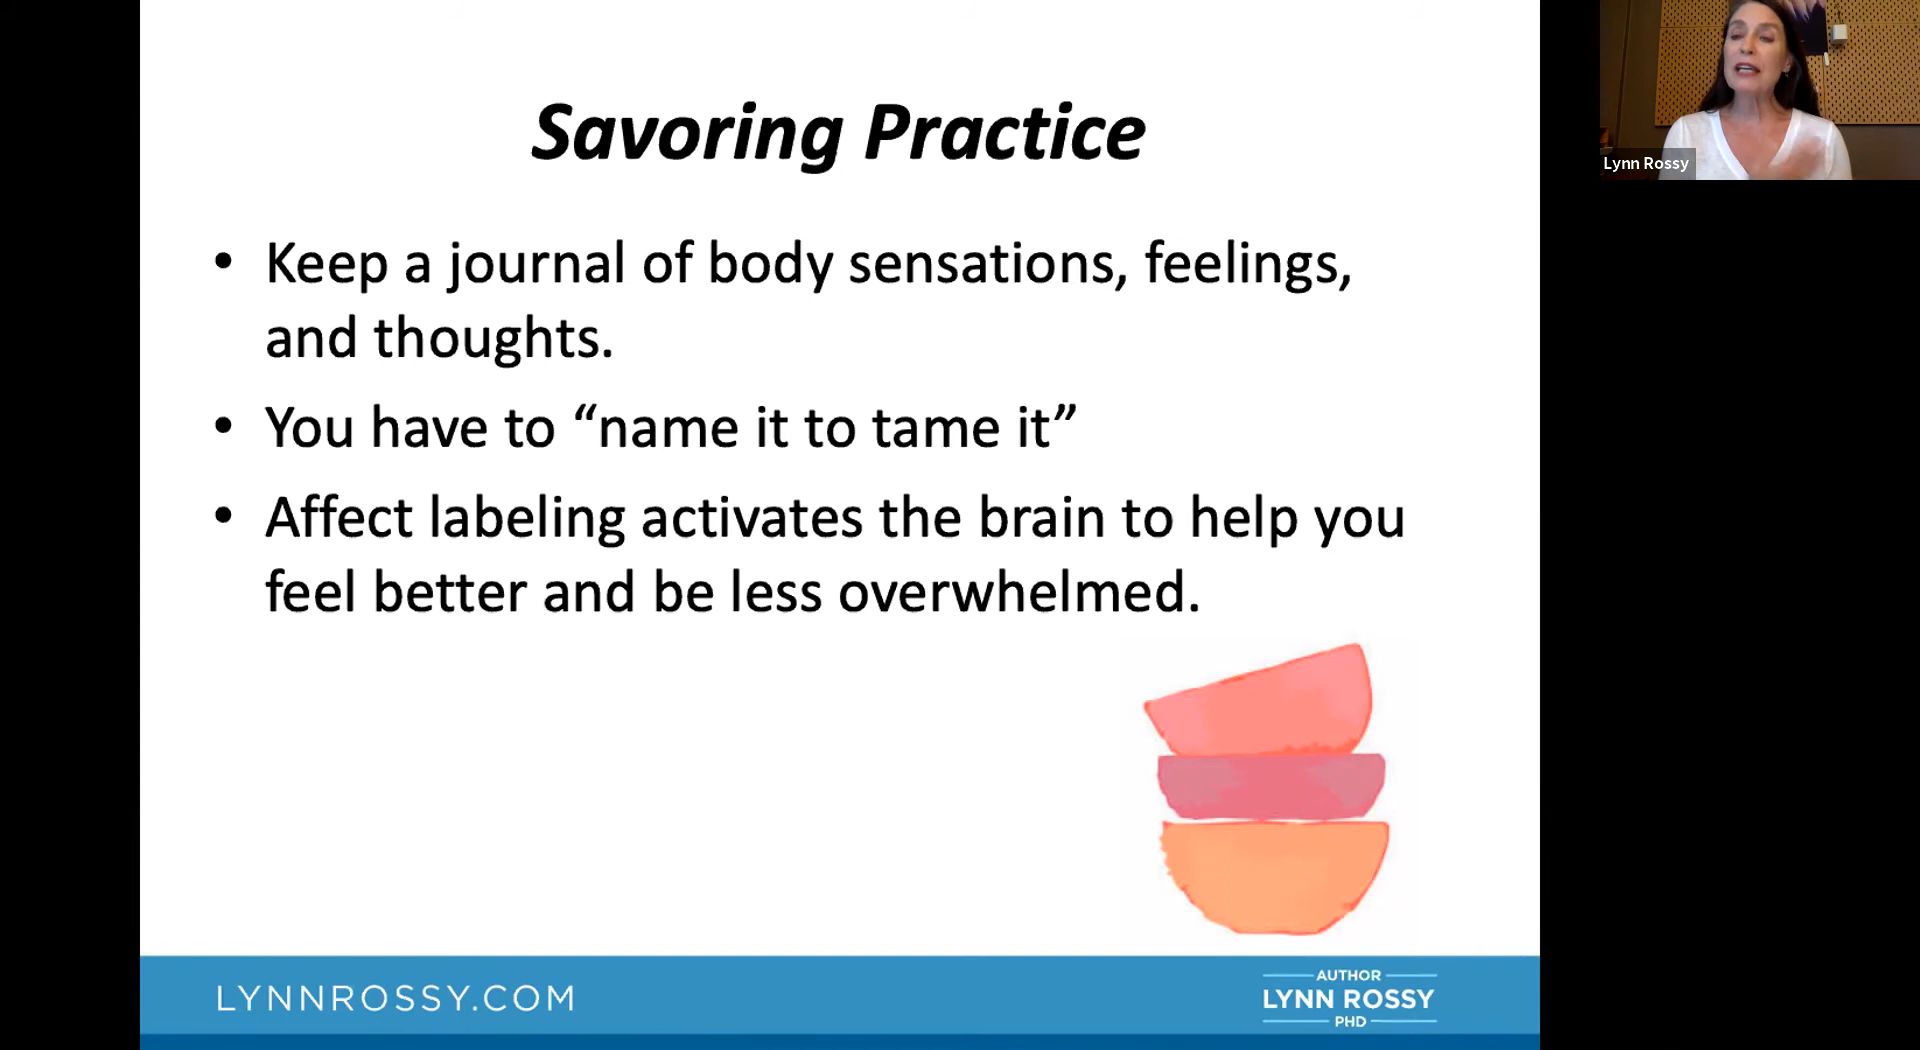 Savoring Practice
• Keep a journal of body sensations, feelings,
and thoughts.
• You have to “name it to tame it”
• Affect labeling activates the brain to help you
feel better and be less overwhelmed.
LYNNROSSY.COM
AUTHOR
LYNN ROSSY
PHD
Lynn Rossy